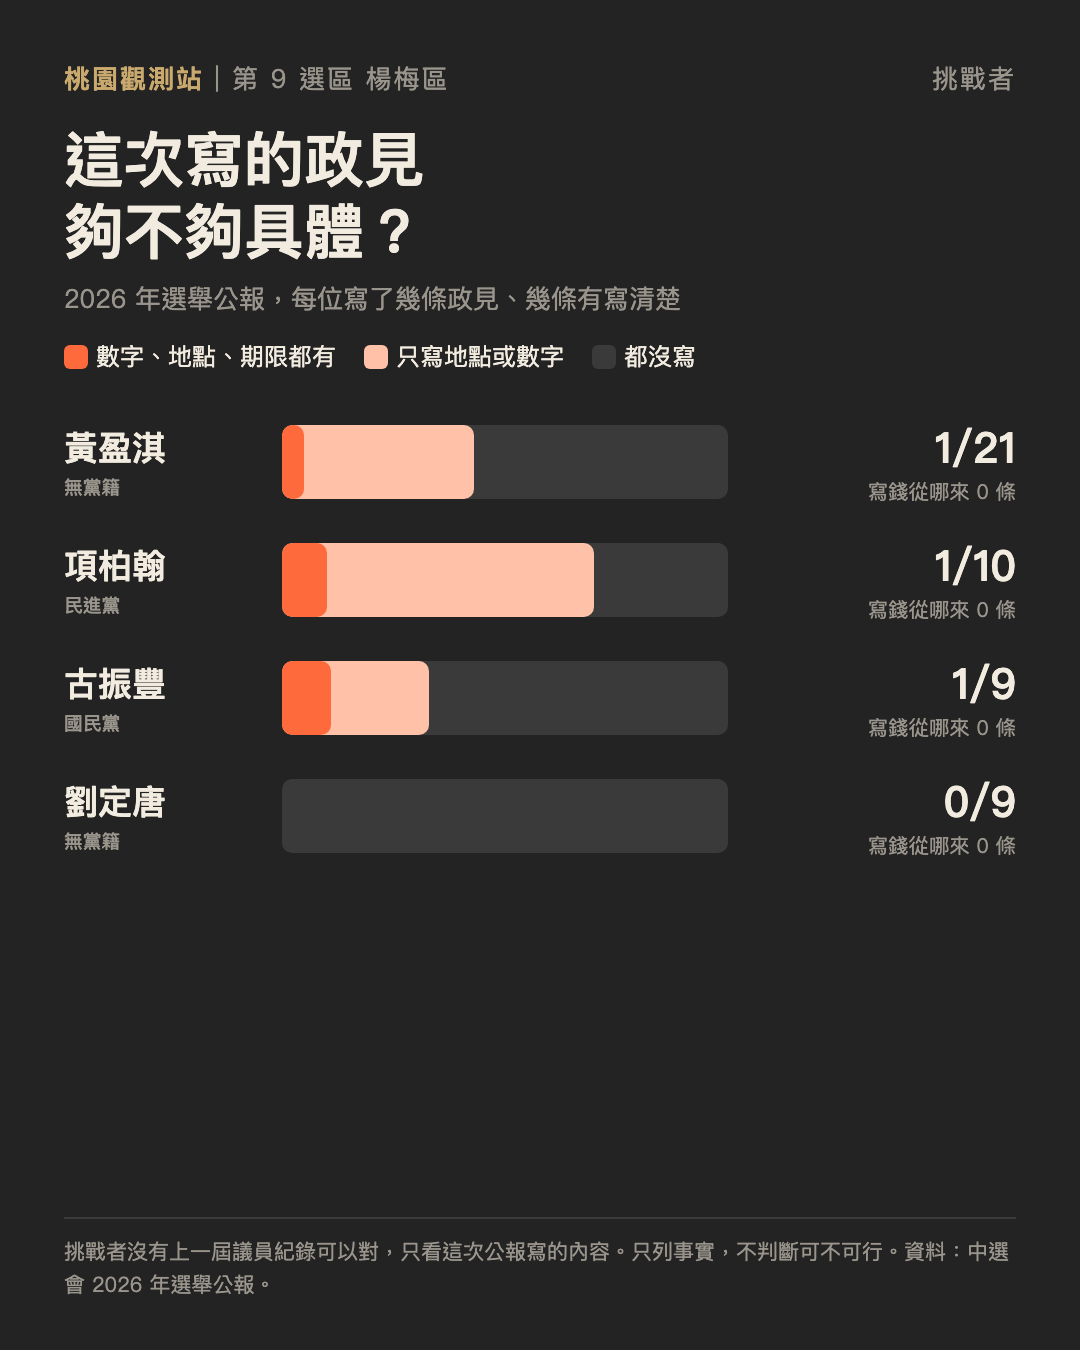 桃園觀測站｜第 9 選區 楊梅區
挑戰者
這次寫的政見
夠不夠具體？
2026 年選舉公報，每位寫了幾條政見、幾條有寫清楚
數字、地點、期限都有 只寫地點或數字 都沒寫
黃盈淇
無黨籍
1/21
寫錢從哪來 0 條
項柏翰
民進黨
1/10
寫錢從哪來 0 條
古振豐
國民黨
1/9
寫錢從哪來 0 條
劉定唐
無黨籍
0/9
寫錢從哪來 0 條
挑戰者沒有上一屆議員紀錄可以對，只看這次公報寫的內容。只列事實，不判斷可不可行。資料：中選
會 2026 年選舉公報。